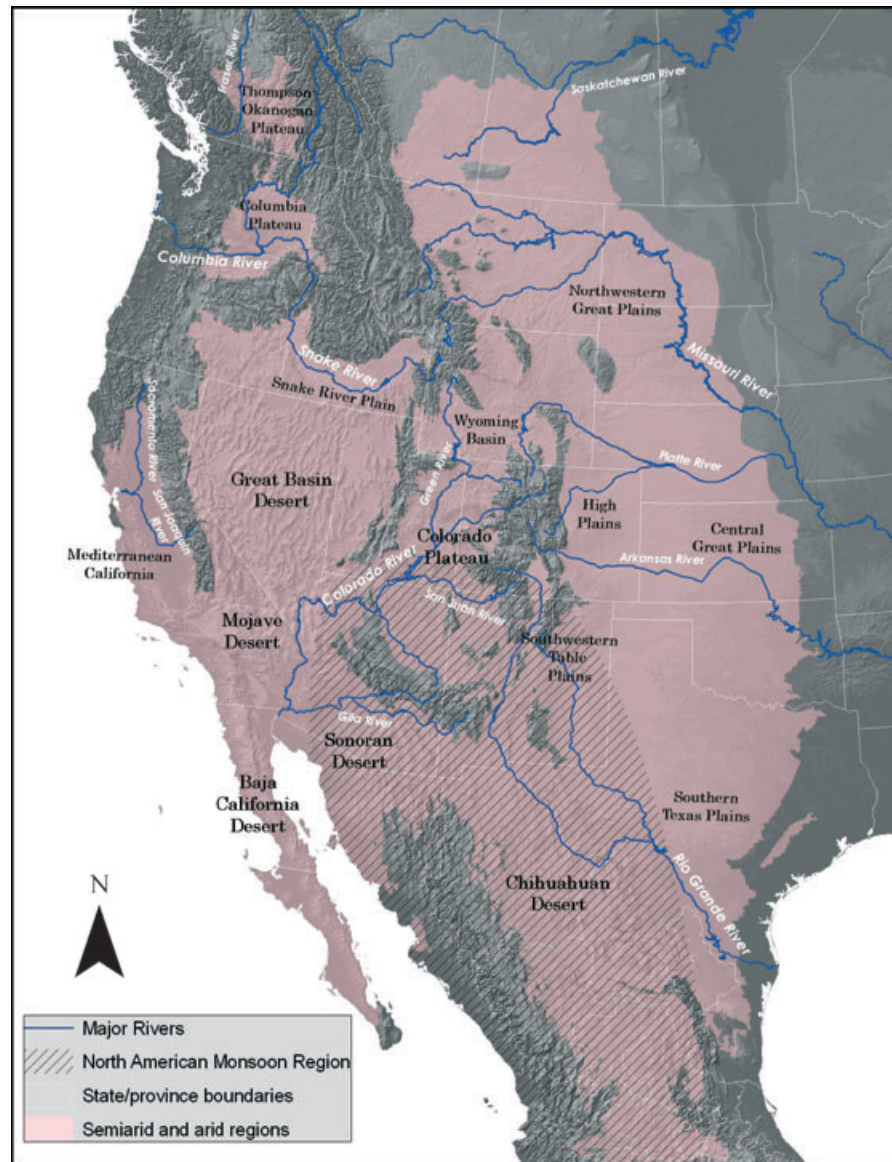 Fraser River
Saskatchewan River
Thompson
Okanogan
Plateau
Columbia
Plateau
Columbia River
Northwestern
Great Plains
Snake River
Missouri River
Snake River Plain
Sacramento River
Wyoming
Basin
Platte River
Green River
Great Basin
Desert
San Joaquin
River
High
Plains
Central
Great Plains
Colorado
Plateau
Arkansas River
Mediterranean
California
Colorado River
San Juan River
Mojave
Desert
Southwestern
Table
Plains
Gila River
Sonoran
Desert
Baja
California
Desert
Southern
Texas Plains
Chihuahuan
Desert
Rio Grande River
N
Major Rivers
North American Monsoon Region
State/province boundaries
Semiarid and arid regions